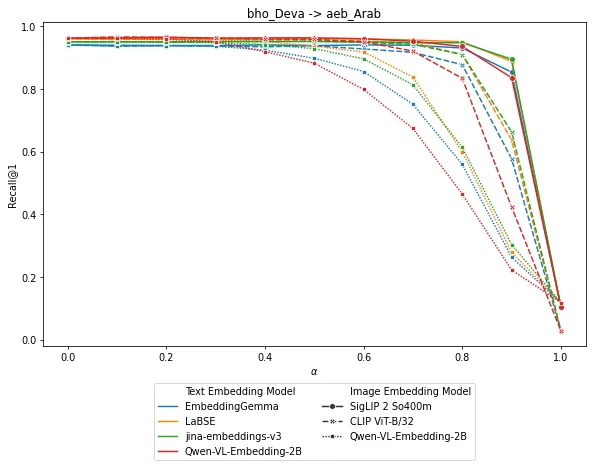 bho_Deva -> aeb_Arab
Recall@1
1.0
0.8
0.6
0.4
0.2
0.0
0.0 0.2 0.4 0.6 0.8 1.0
α
Text Embedding Model
EmbeddingGemma
LaBSE
jina-embeddings-v3
Qwen-VL-Embedding-2B
Image Embedding Model
SigLIP 2 So400m
CLIP ViT-B/32
Qwen-VL-Embedding-2B